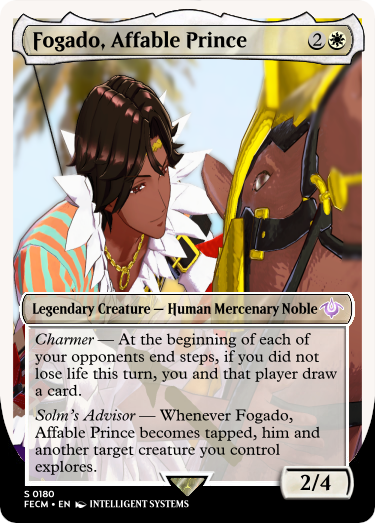 Fogado, Affable Prince 2
Legendary Creature — Human Mercenary Noble
Charmer — At the beginning of each of
your opponents end steps, if you did not
lose life this turn, you and that player draw
a card.
Solm's Advisor — Whenever Fogado,
Affable Prince becomes tapped, him and
another target creature you control
explores.
2/4
S 0180
FECM • EN INTELLIGENT SYSTEMS